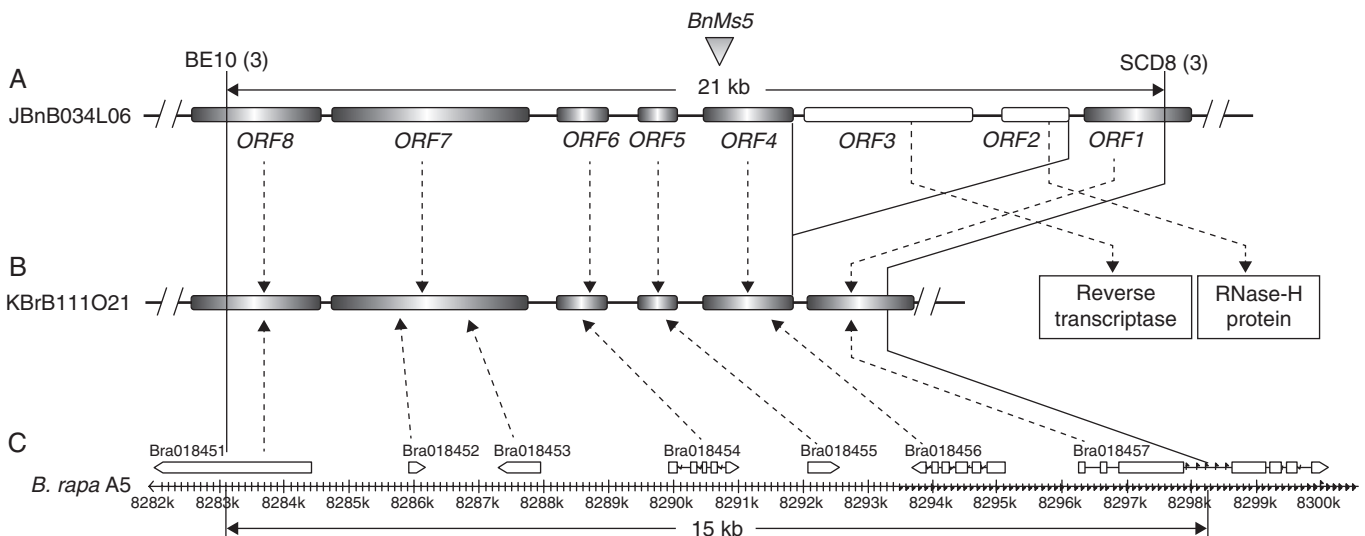 BnMs5
BE10 (3)
SCD8 (3)
A
21 kb
JBnB034L06
ORF8 ORF7 ORF6 ORF5 ORF4 ORF3 ORF2 ORF1
B
KBrB111O21
Reverse
transcriptase
RNase-H
protein
C
Bra018451 Bra018452 Bra018453 Bra018454 Bra018455 Bra018456 Bra018457
B. rapa A5
8282k 8283k 8284k 8285k 8286k 8287k 8288k 8289k 8290k 8291k 8292k 8293k 8294k 8295k 8296k 8297k 8298k 8299k 8300k
15 kb